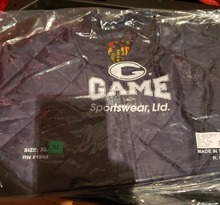 G
GAME
Sportswear, Ltd.
SIZE: XL
MADE IN